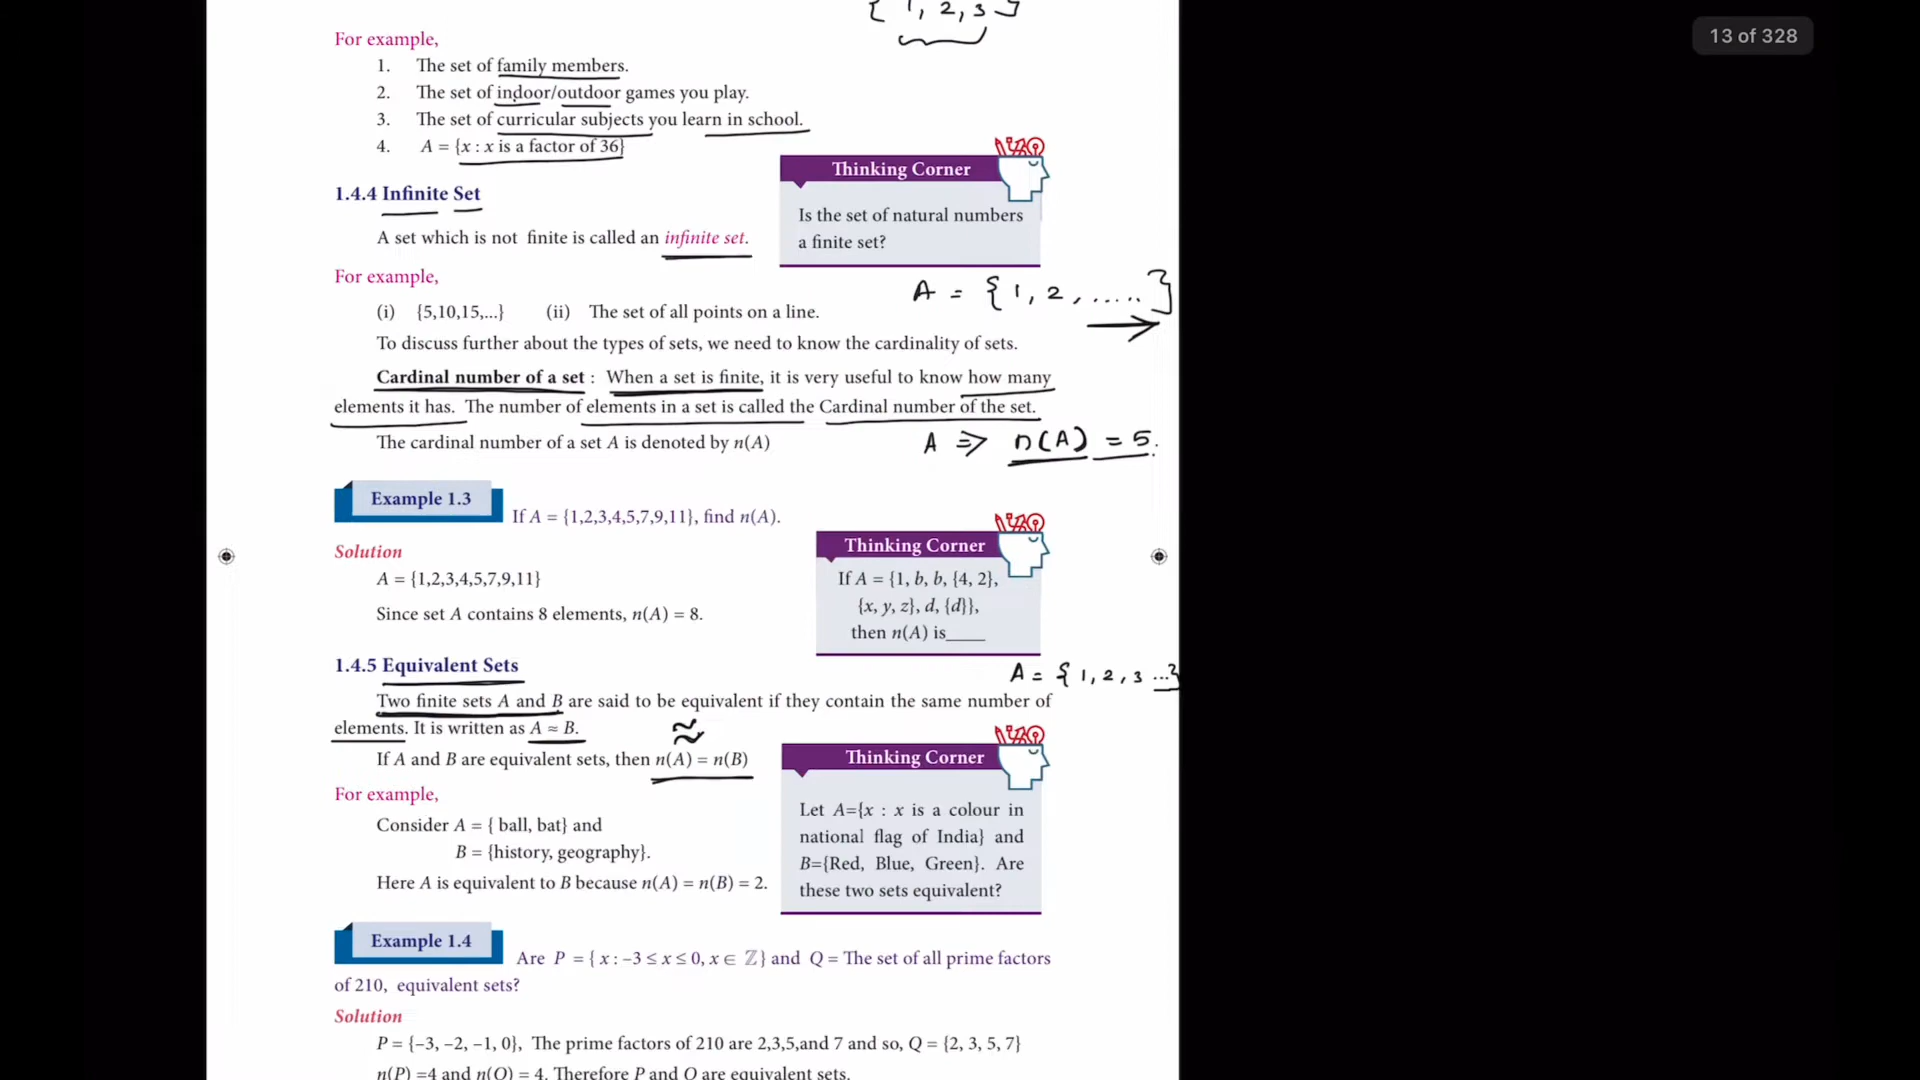 { 1, 2, 3 }
13 of 328
For example,
1. The set of family members.
2. The set of indoor/outdoor games you play.
3. The set of curricular subjects you learn in school.
4. A = {x : x is a factor of 36}
Thinking Corner
Is the set of natural numbers
a finite set?
1.4.4 Infinite Set
A set which is not finite is called an infinite set.
For example,
A = { 1, 2, ..... }
(i) {5,10,15,...} (ii) The set of all points on a line.
To discuss further about the types of sets, we need to know the cardinality of sets.
Cardinal number of a set : When a set is finite, it is very useful to know how many
elements it has. The number of elements in a set is called the Cardinal number of the set.
The cardinal number of a set A is denoted by n(A)
A ⇒ n(A) = 5.
Example 1.3
If A = {1,2,3,4,5,7,9,11}, find n(A).
Solution
A = {1,2,3,4,5,7,9,11}
Since set A contains 8 elements, n(A) = 8.
Thinking Corner
If A = {1, b, b, {4, 2},
{x, y, z}, d, {d}},
then n(A) is____
1.4.5 Equivalent Sets
A = { 1, 2, 3 ...}
Two finite sets A and B are said to be equivalent if they contain the same number of
elements. It is written as A ≈ B.
≈
If A and B are equivalent sets, then n(A) = n(B)
For example,
Consider A = { ball, bat} and
B = {history, geography}.
Here A is equivalent to B because n(A) = n(B) = 2.
Thinking Corner
Let A={x : x is a colour in
national flag of India} and
B={Red, Blue, Green}. Are
these two sets equivalent?
Example 1.4
Are P = { x : –3 ≤ x ≤ 0, x ∈ ℤ} and Q = The set of all prime factors
of 210, equivalent sets?
Solution
P = {–3, –2, –1, 0}, The prime factors of 210 are 2,3,5,and 7 and so, Q = {2, 3, 5, 7}
n(P) =4 and n(Q) = 4. Therefore P and Q are equivalent sets.